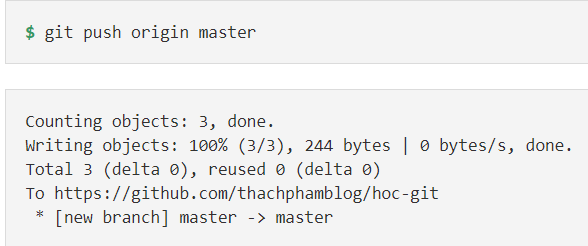 $ git push origin master
Counting objects: 3, done.
Writing objects: 100% (3/3), 244 bytes | 0 bytes/s, done.
Total 3 (delta 0), reused 0 (delta 0)
To https://github.com/thachphamblog/hoc-git
* [new branch] master -> master